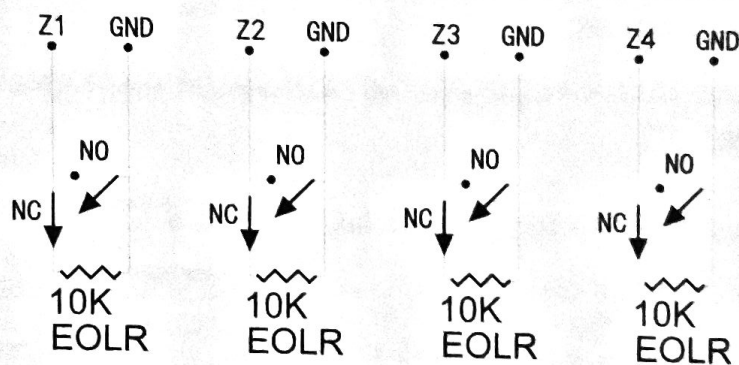 Z1 GND Z2 GND Z3 GND Z4 GND
NO NO NO NO
NC NC NC NC
10K 10K 10K 10K
EOLR EOLR EOLR EOLR